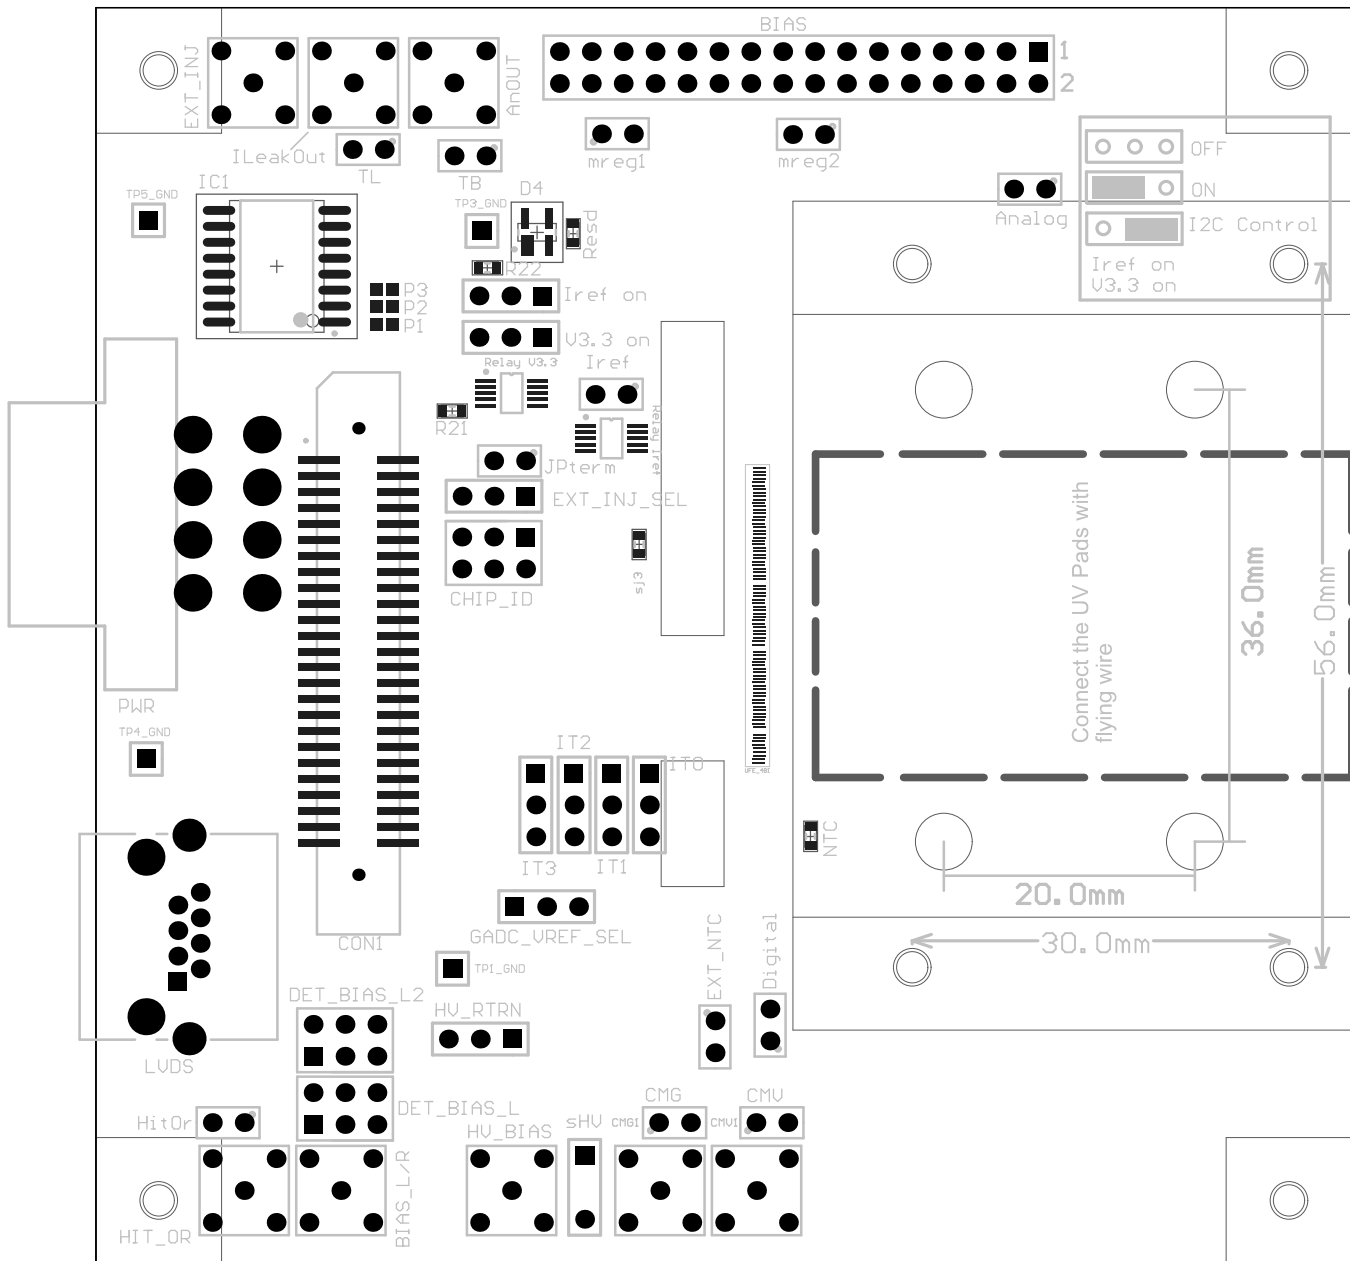 BIAS
EXT_INJ
AnOUT
1
2
ILeakOut
TL
TB
mreg1
mreg2
OFF
ON
I2C Control
Iref on
V3.3 on
Analog
IC1
TP5_GND
TP3_GND
D4
Resd
R22
P3
P2
P1
Iref on
V3.3 on
Relay V3.3
Iref
Relay Iref
R21
JPterm
EXT_INJ_SEL
CHIP_ID
sj3
Connect the UV Pads with
flying wire
36.0mm
56.0mm
PWR
TP4_GND
IT2
IT0
IT3
IT1
NTC
20.0mm
30.0mm
GADC_VREF_SEL
CON1
TP1_GND
EXT_NTC
Digital
DET_BIAS_L2
HV_RTRN
LVDS
HitOr
DET_BIAS_L
HV_BIAS
sHV
CMG
CMG1
CMV
CMV1
BIAS_L/R
HIT_OR